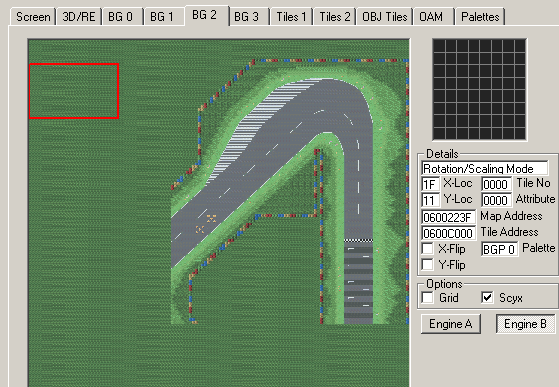 Screen 3D/RE BG 0 BG 1 BG 2 BG 3 Tiles 1 Tiles 2 OBJ Tiles OAM Palettes
Details
Rotation/Scaling Mode
1F X-Loc 0000 Tile No
11 Y-Loc 0000 Attribute
0600223F Map Address
0600C000 Tile Address
X-Flip BGP 0 Palette
Y-Flip
Options
Grid Scyx
Engine A Engine B